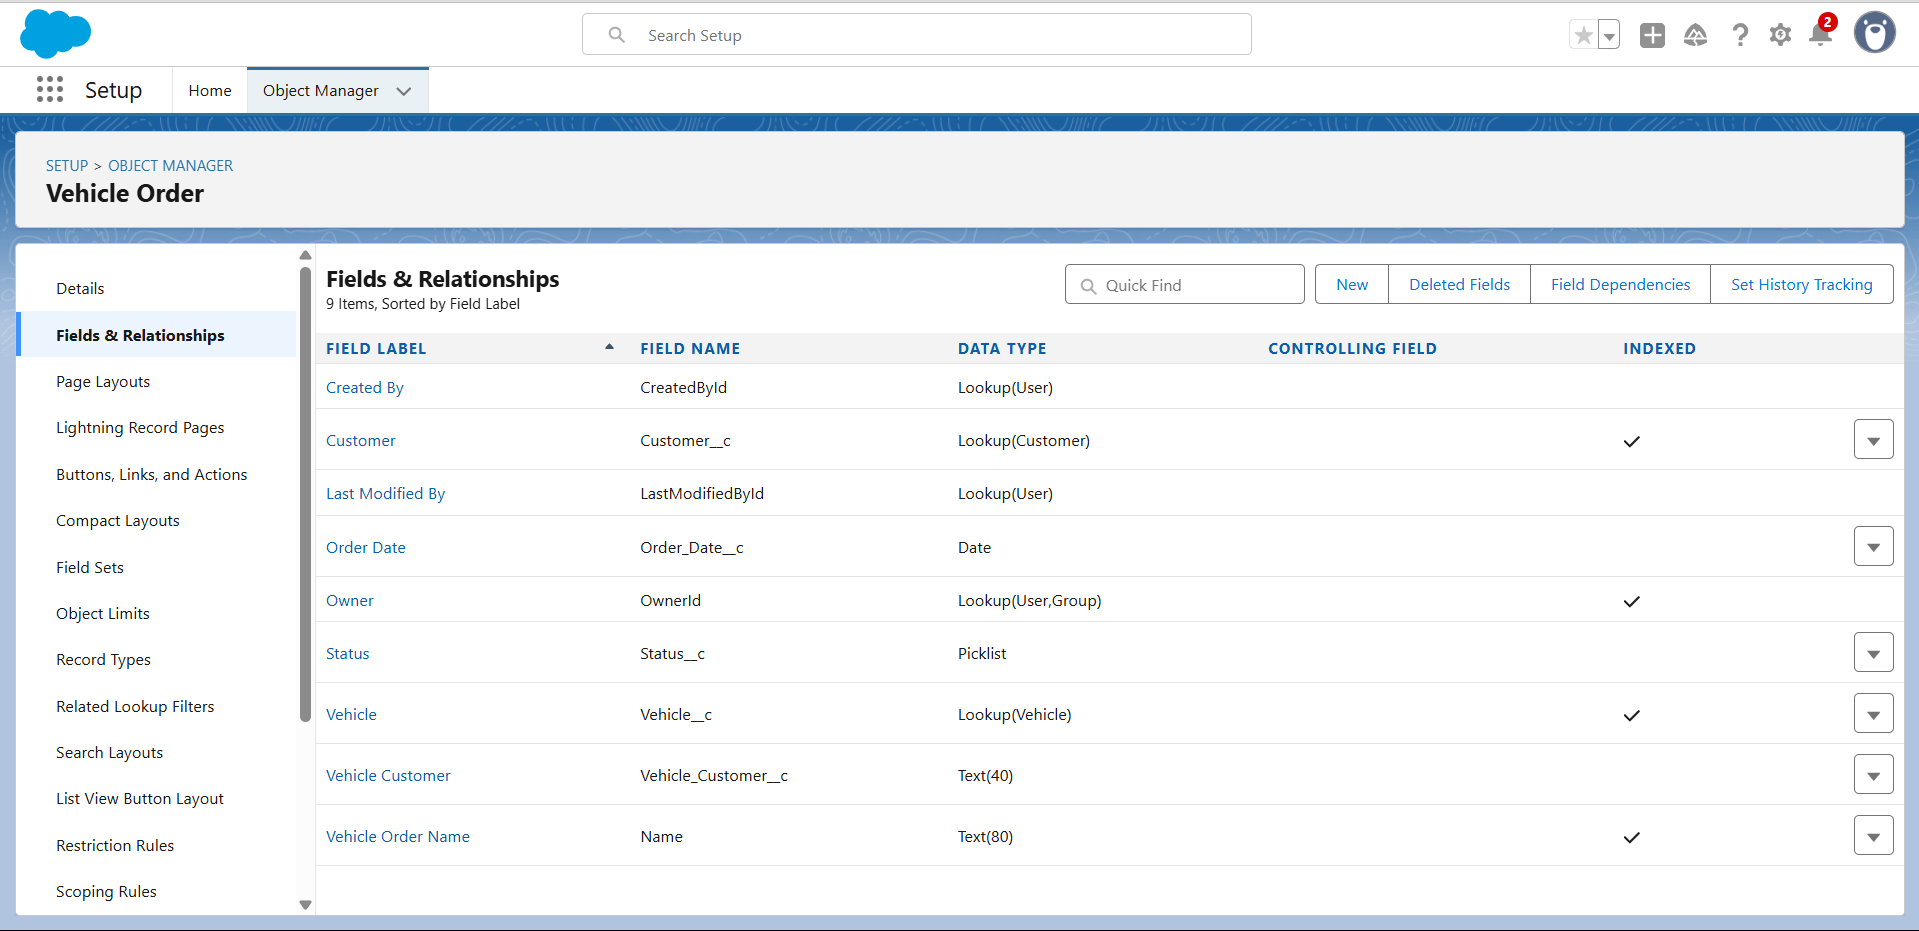 Search Setup
2
Setup
Home
Object Manager
SETUP > OBJECT MANAGER
Vehicle Order
Details
Fields & Relationships
Page Layouts
Lightning Record Pages
Buttons, Links, and Actions
Compact Layouts
Field Sets
Object Limits
Record Types
Related Lookup Filters
Search Layouts
List View Button Layout
Restriction Rules
Scoping Rules
Fields & Relationships
9 Items, Sorted by Field Label
Quick Find
New
Deleted Fields
Field Dependencies
Set History Tracking
FIELD LABEL FIELD NAME DATA TYPE CONTROLLING FIELD INDEXED
Created By CreatedById Lookup(User)
Customer Customer__c Lookup(Customer)
Last Modified By LastModifiedById Lookup(User)
Order Date Order_Date__c Date
Owner OwnerId Lookup(User,Group)
Status Status__c Picklist
Vehicle Vehicle__c Lookup(Vehicle)
Vehicle Customer Vehicle_Customer__c Text(40)
Vehicle Order Name Name Text(80)